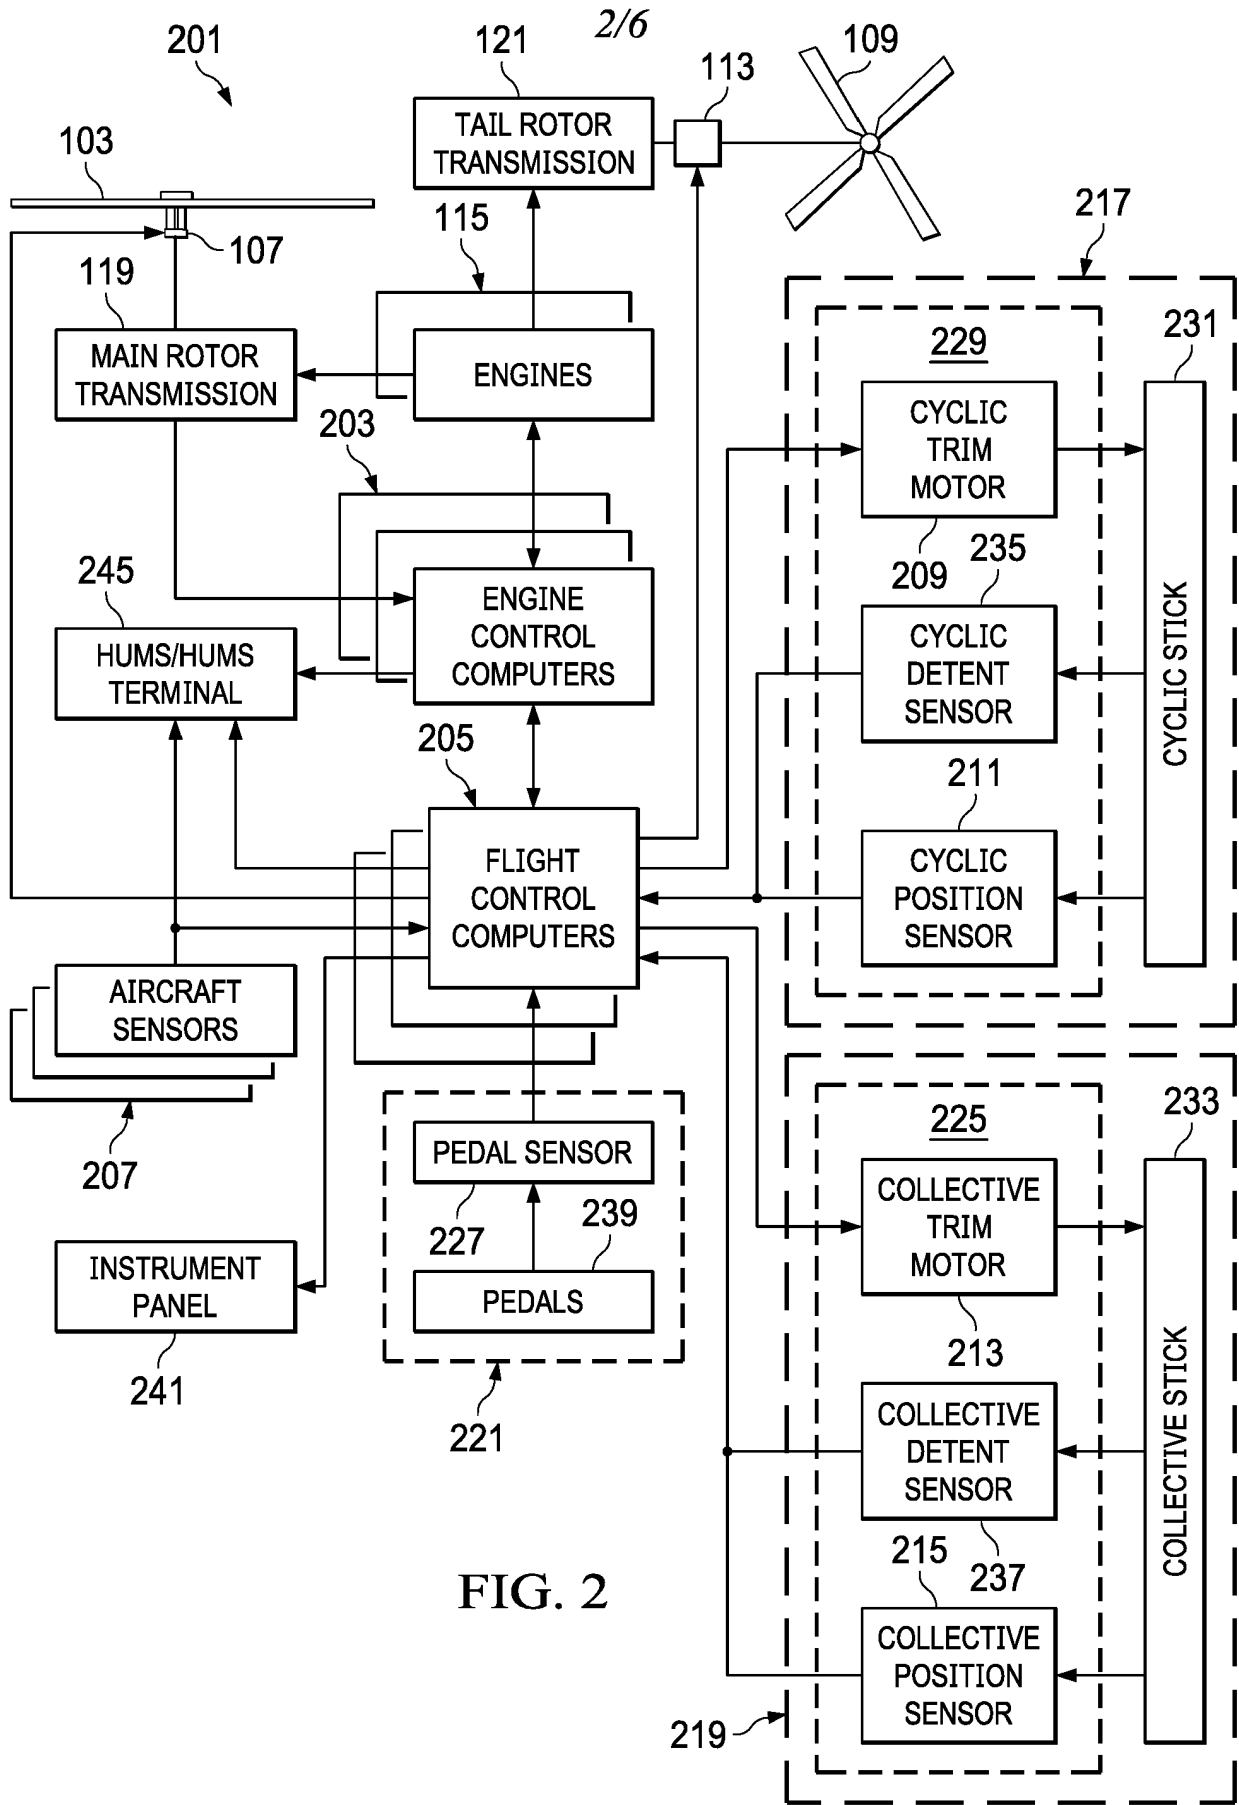 2/6
201
121
109
113
TAIL ROTOR
TRANSMISSION
103
107
115
217
119
MAIN ROTOR
TRANSMISSION
ENGINES
229
231
203
CYCLIC
TRIM
MOTOR
209
235
245
ENGINE
CONTROL
COMPUTERS
CYCLIC
DETENT
SENSOR
CYCLIC STICK
HUMS/HUMS
TERMINAL
205
211
FLIGHT
CONTROL
COMPUTERS
CYCLIC
POSITION
SENSOR
AIRCRAFT
SENSORS
207
225
233
PEDAL SENSOR
227
239
COLLECTIVE
TRIM
MOTOR
213
INSTRUMENT
PANEL
241
PEDALS
221
COLLECTIVE
DETENT
SENSOR
COLLECTIVE STICK
215
237
FIG. 2
COLLECTIVE
POSITION
SENSOR
219